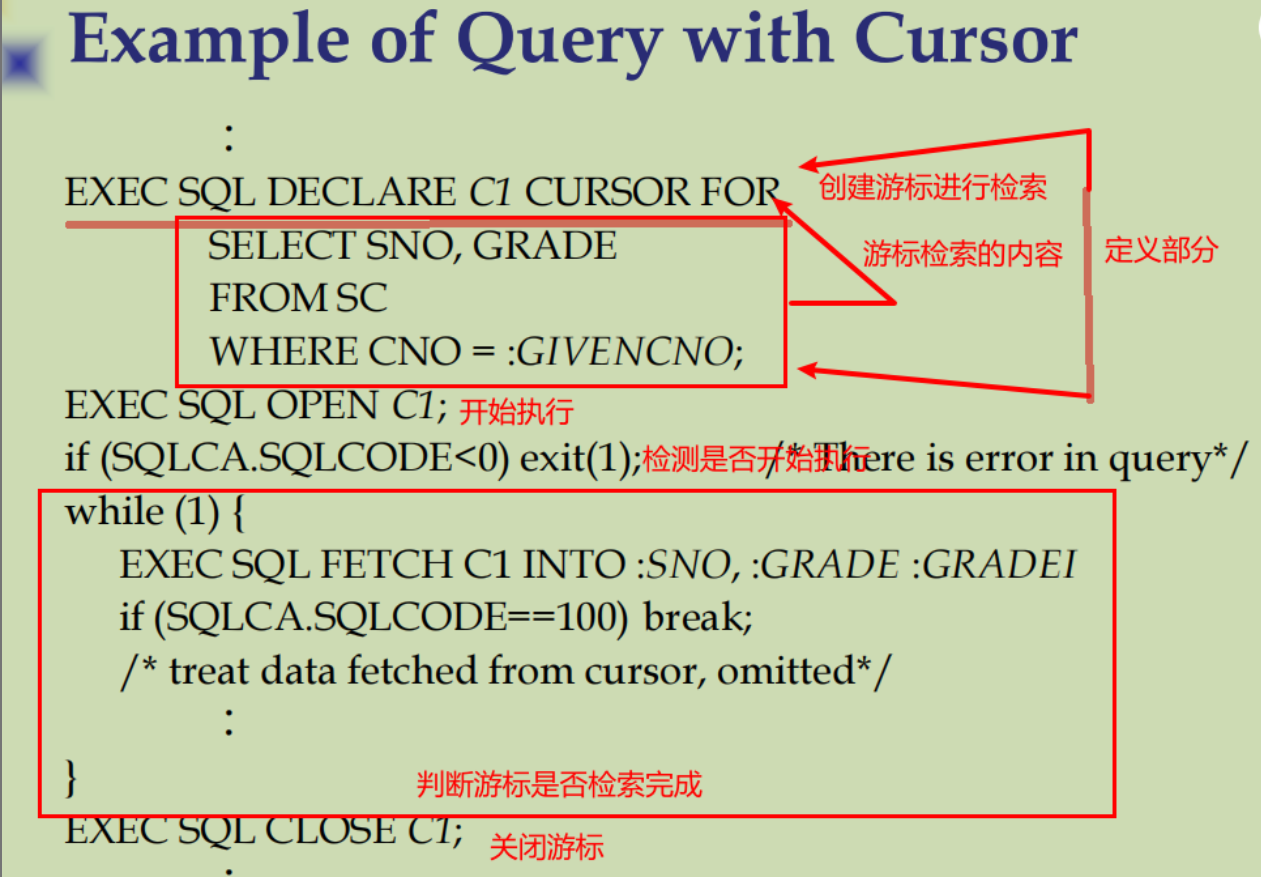 Example of Query with Cursor
:
EXEC SQL DECLARE C1 CURSOR FOR 创建游标进行检索
SELECT SNO, GRADE 游标检索的内容 定义部分
FROM SC
WHERE CNO = :GIVENCNO;
EXEC SQL OPEN C1; 开始执行
if (SQLCA.SQLCODE<0) exit(1); 检测是否开始执行 /* There is error in query*/
while (1) {
EXEC SQL FETCH C1 INTO :SNO, :GRADE :GRADEI
if (SQLCA.SQLCODE==100) break;
/* treat data fetched from cursor, omitted*/
:
} 判断游标是否检索完成
EXEC SQL CLOSE C1; 关闭游标
: